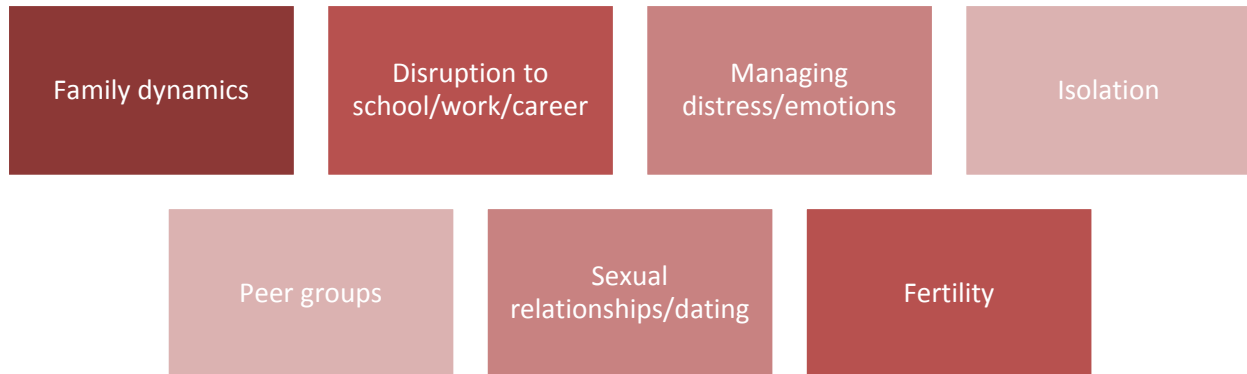 Family dynamics
Disruption to
school/work/career
Managing
distress/emotions
Isolation
Peer groups
Sexual
relationships/dating
Fertility